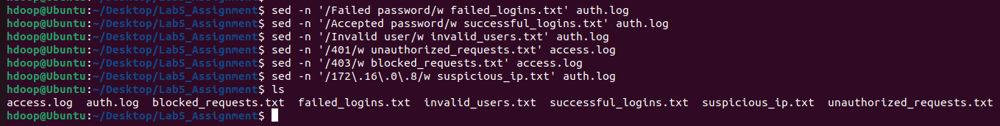 hdoop@Ubuntu:~/Desktop/Lab5_Assignment$ sed -n '/Failed password/w failed_logins.txt' auth.log
hdoop@Ubuntu:~/Desktop/Lab5_Assignment$ sed -n '/Accepted password/w successful_logins.txt' auth.log
hdoop@Ubuntu:~/Desktop/Lab5_Assignment$ sed -n '/Invalid user/w invalid_users.txt' auth.log
hdoop@Ubuntu:~/Desktop/Lab5_Assignment$ sed -n '/401/w unauthorized_requests.txt' access.log
hdoop@Ubuntu:~/Desktop/Lab5_Assignment$ sed -n '/403/w blocked_requests.txt' access.log
hdoop@Ubuntu:~/Desktop/Lab5_Assignment$ sed -n '/172\.16\.0\.8/w suspicious_ip.txt' auth.log
hdoop@Ubuntu:~/Desktop/Lab5_Assignment$ ls
access.log  auth.log  blocked_requests.txt  failed_logins.txt  invalid_users.txt  successful_logins.txt  suspicious_ip.txt  unauthorized_requests.txt
hdoop@Ubuntu:~/Desktop/Lab5_Assignment$